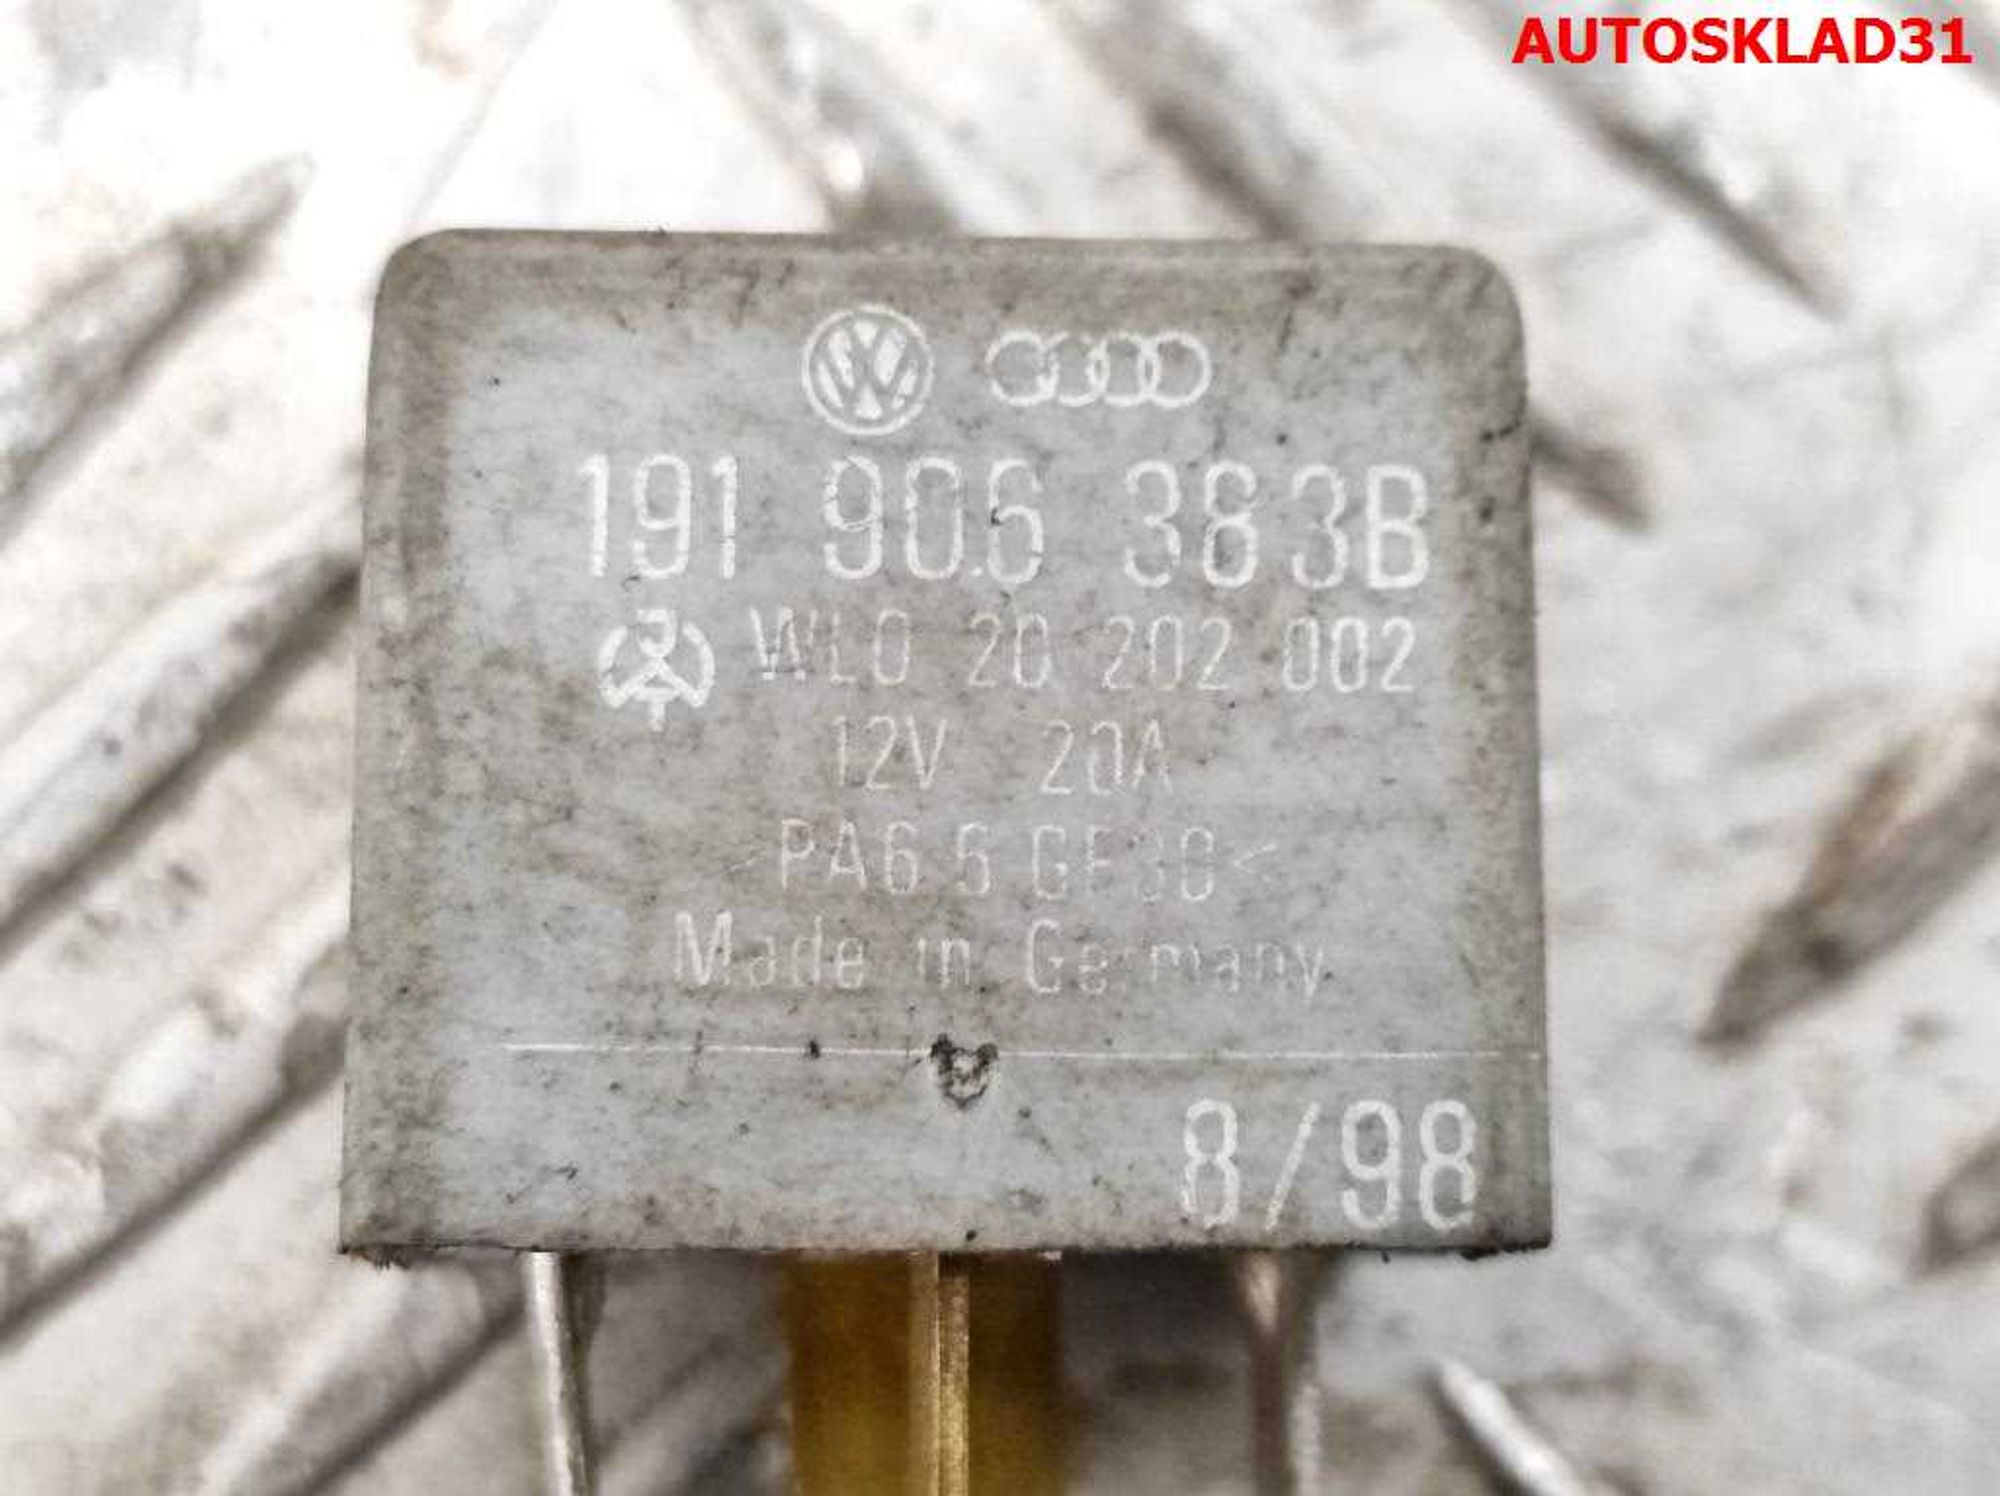 AUTOSKLAD31
191 906 383B
WLO 20 202 002
12V 20A
>PA6.6 GF30<
Made in Germany
8/98